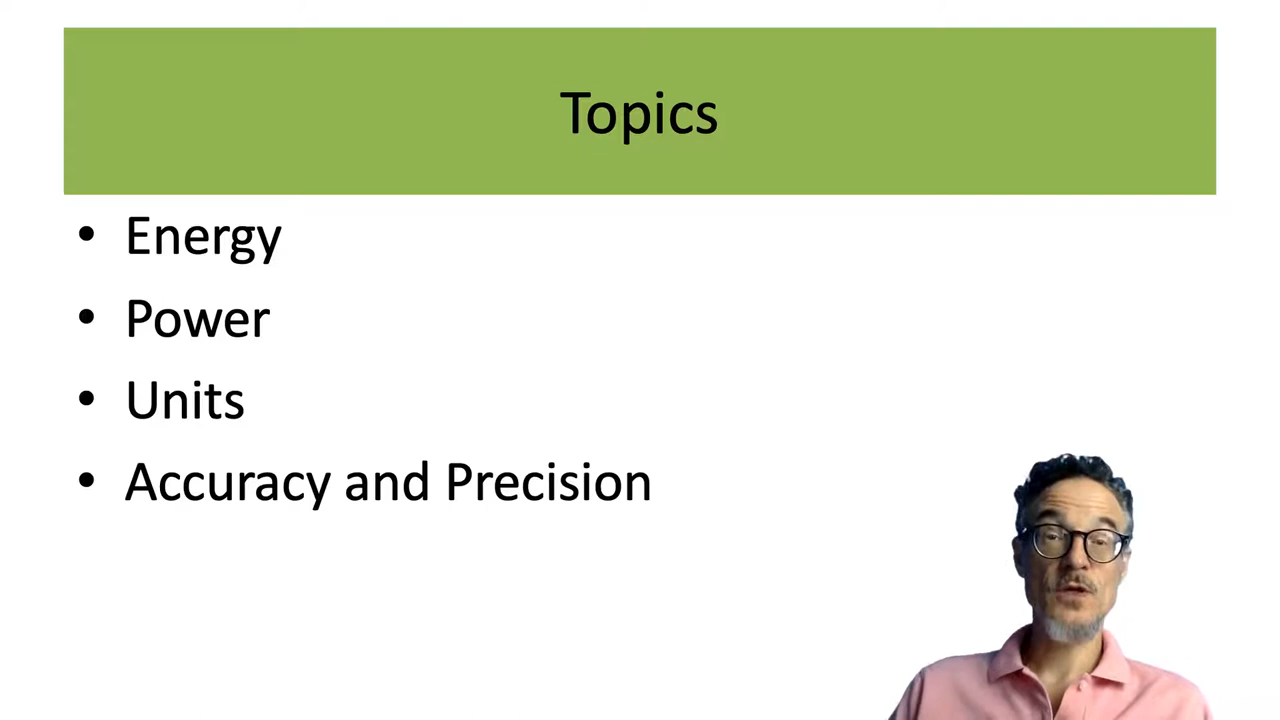 Topics
• Energy
• Power
• Units
• Accuracy and Precision